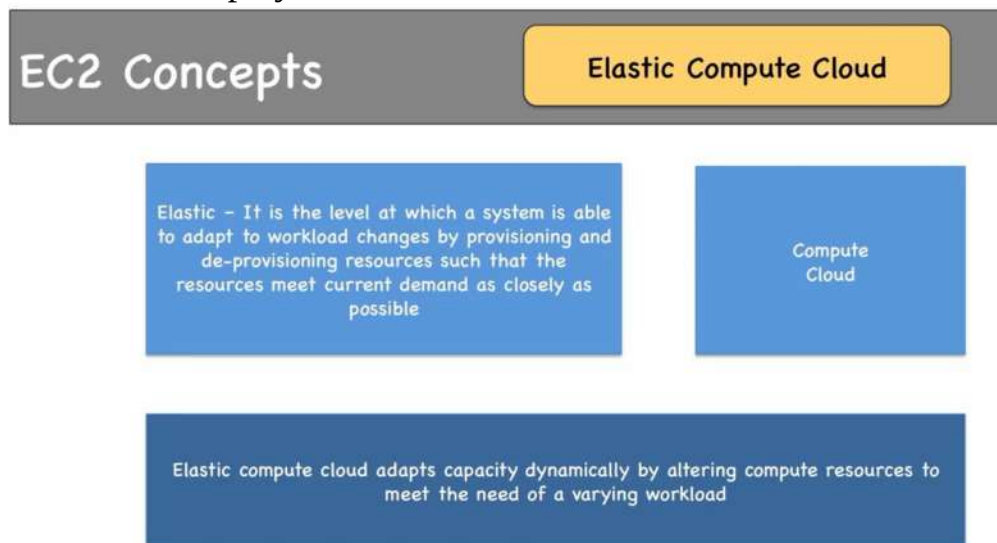 EC2 Concepts
Elastic Compute Cloud
Elastic – It is the level at which a system is able
to adapt to workload changes by provisioning and
de-provisioning resources such that the
resources meet current demand as closely as
possible
Compute
Cloud
Elastic compute cloud adapts capacity dynamically by altering compute resources to
meet the need of a varying workload